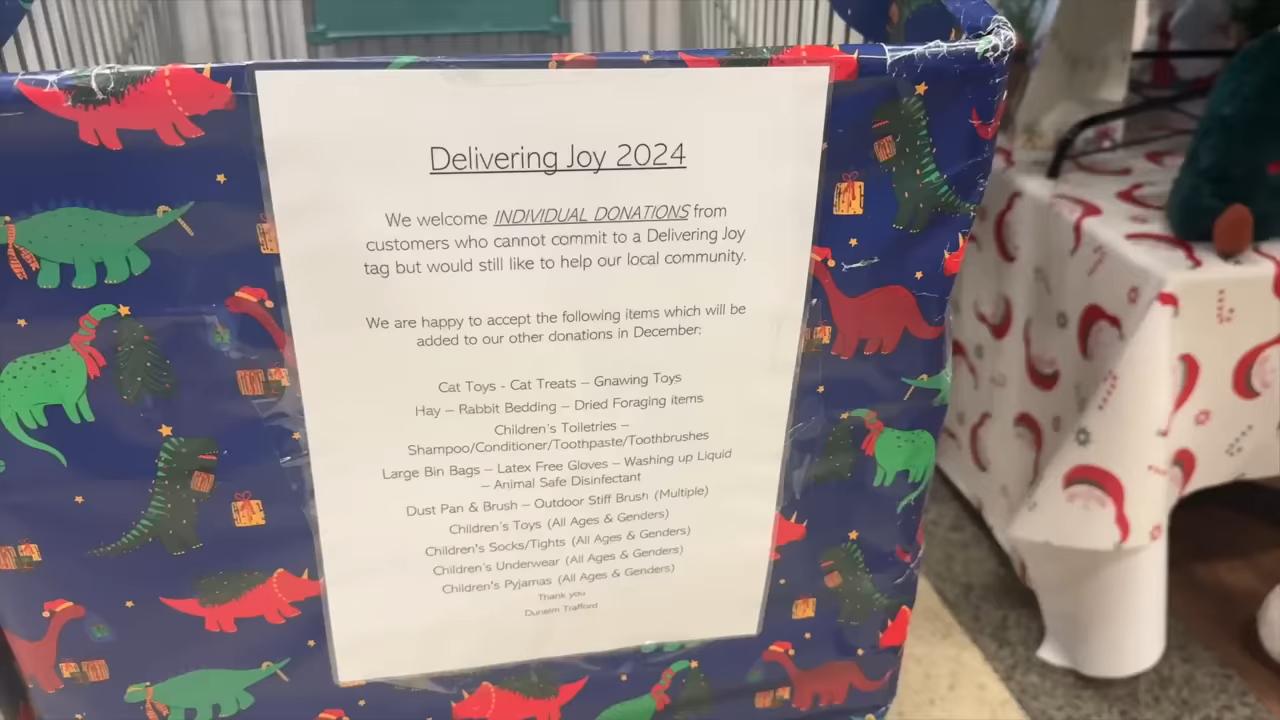 Delivering Joy 2024
We welcome INDIVIDUAL DONATIONS from
customers who cannot commit to a Delivering Joy
tag but would still like to help our local community.
We are happy to accept the following items which will be
added to our other donations in December:
Cat Toys - Cat Treats – Gnawing Toys
Hay – Rabbit Bedding – Dried Foraging items
Children's Toiletries –
Shampoo/Conditioner/Toothpaste/Toothbrushes
Large Bin Bags – Latex Free Gloves – Washing up Liquid
– Animal Safe Disinfectant
Dust Pan & Brush – Outdoor Stiff Brush (Multiple)
Children's Toys (All Ages & Genders)
Children's Socks/Tights (All Ages & Genders)
Children's Underwear (All Ages & Genders)
Children's Pyjamas (All Ages & Genders)
Thank you
Dunelm Trafford